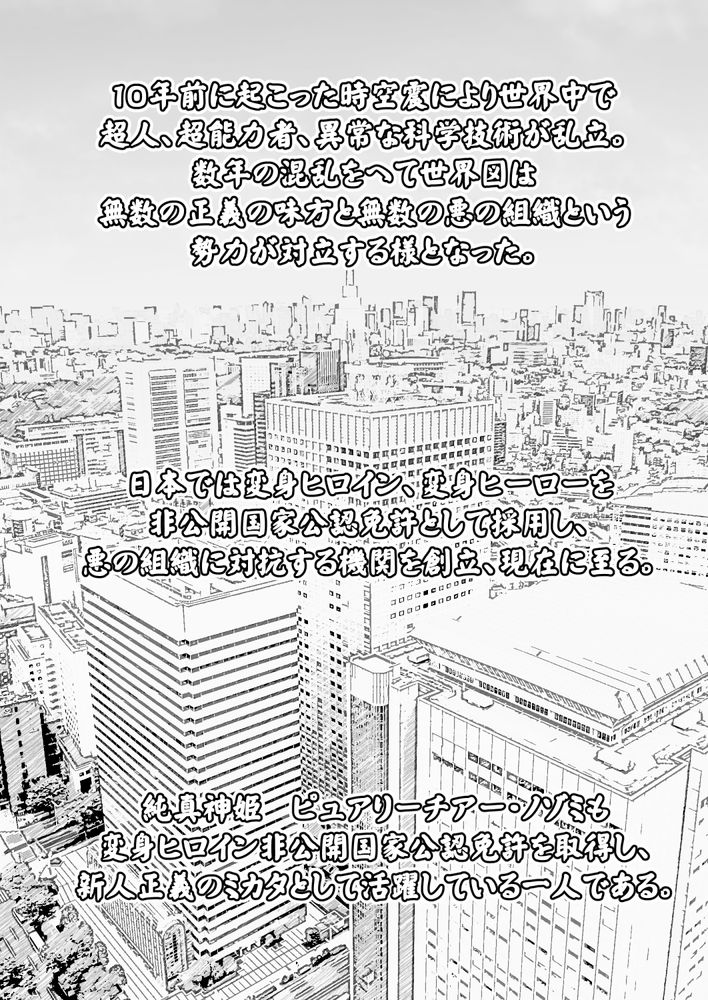 10年前に起こった時空震により世界中で
超人、超能力者、異常な科学技術が乱立。
数年の混乱をへて世界図は
無数の正義の味方と無数の悪の組織という
勢力が対立する様となった。
日本では変身ヒロイン、変身ヒーローを
非公開国家公認免許として採用し、
悪の組織に対抗する機関を創立、現在に至る。
純真神姫　ピュアリーチアー・ノゾミも
変身ヒロイン非公開国家公認免許を取得し、
新人正義のミカタとして活躍している一人である。